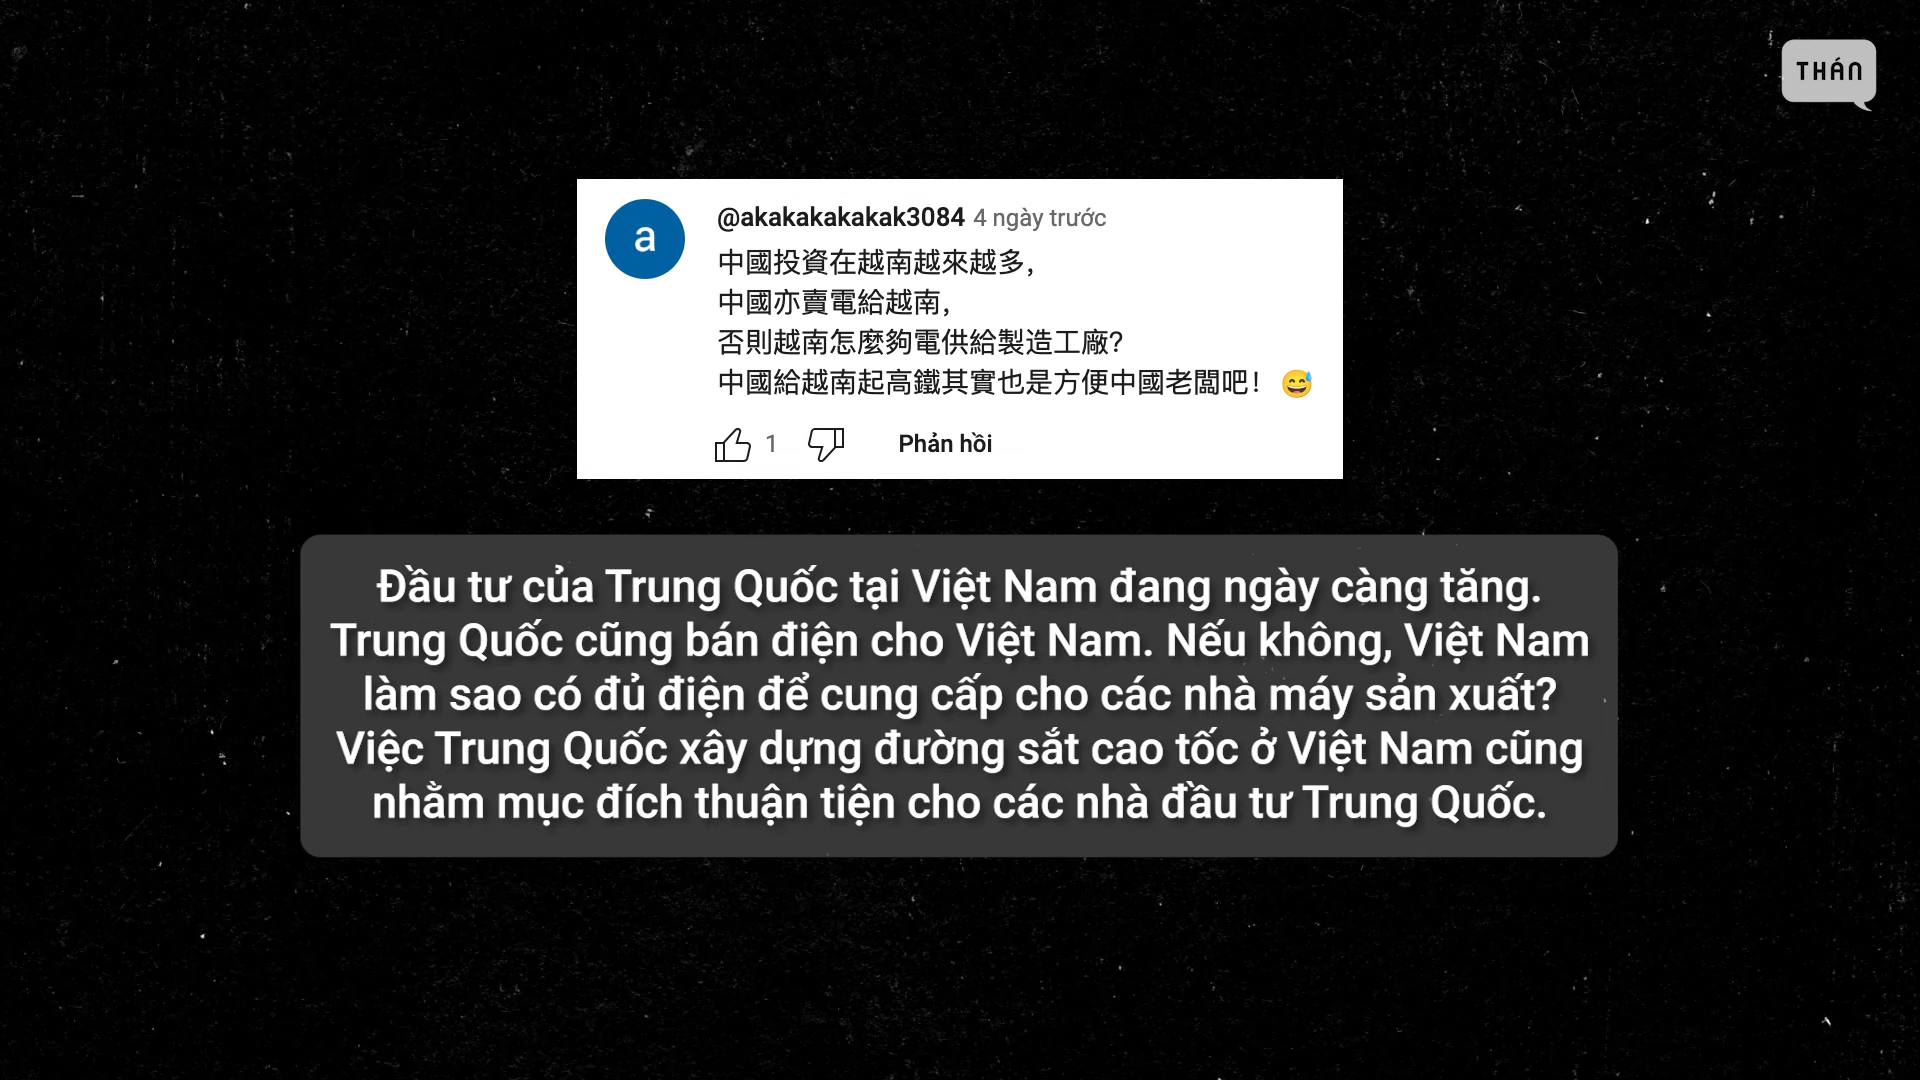 THÁN
@akakakakakak3084 4 ngày trước
中國投資在越南越來越多,
中國亦賣電給越南,
否則越南怎麼夠電供給製造工廠?
中國給越南起高鐵其實也是方便中國老闆吧! 😅
1 Phản hồi
Đầu tư của Trung Quốc tại Việt Nam đang ngày càng tăng.
Trung Quốc cũng bán điện cho Việt Nam. Nếu không, Việt Nam
làm sao có đủ điện để cung cấp cho các nhà máy sản xuất?
Việc Trung Quốc xây dựng đường sắt cao tốc ở Việt Nam cũng
nhằm mục đích thuận tiện cho các nhà đầu tư Trung Quốc.